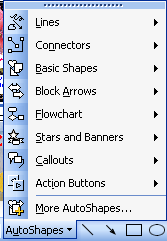 Lines
Connectors
Basic Shapes
Block Arrows
Flowchart
Stars and Banners
Callouts
Action Buttons
More AutoShapes...
AutoShapes